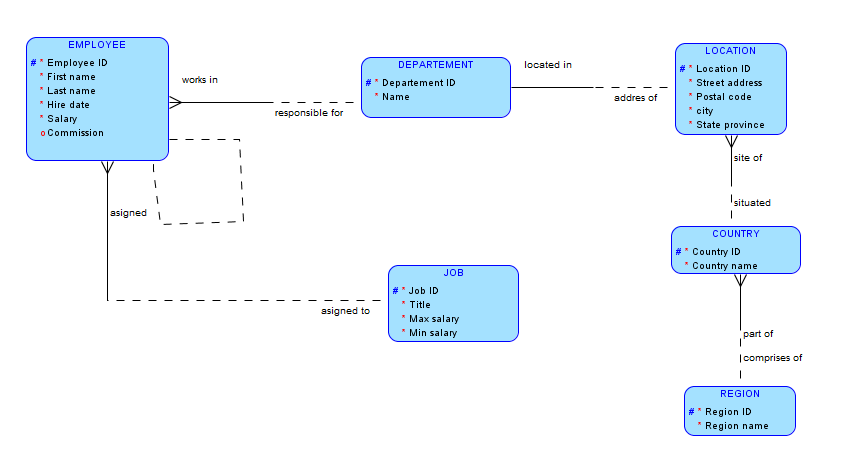 EMPLOYEE
# * Employee ID
* First name
* Last name
* Hire date
* Salary
o Commission
works in
responsible for
DEPARTEMENT
# * Departement ID
* Name
located in
addres of
LOCATION
# * Location ID
* Street address
* Postal code
* city
* State province
site of
situated
COUNTRY
# * Country ID
* Country name
part of
comprises of
REGION
# * Region ID
* Region name
asigned
asigned to
JOB
# * Job ID
* Title
* Max salary
* Min salary